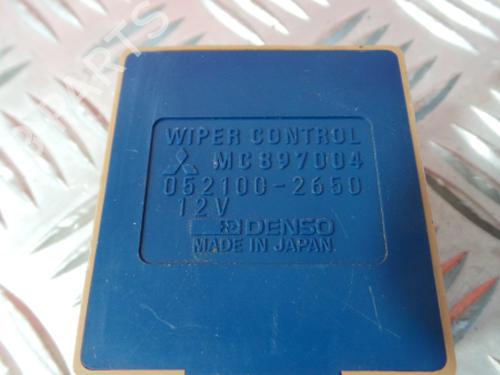 WIPER CONTROL
MC897004
052100-2650
12V
DENSO
MADE IN JAPAN